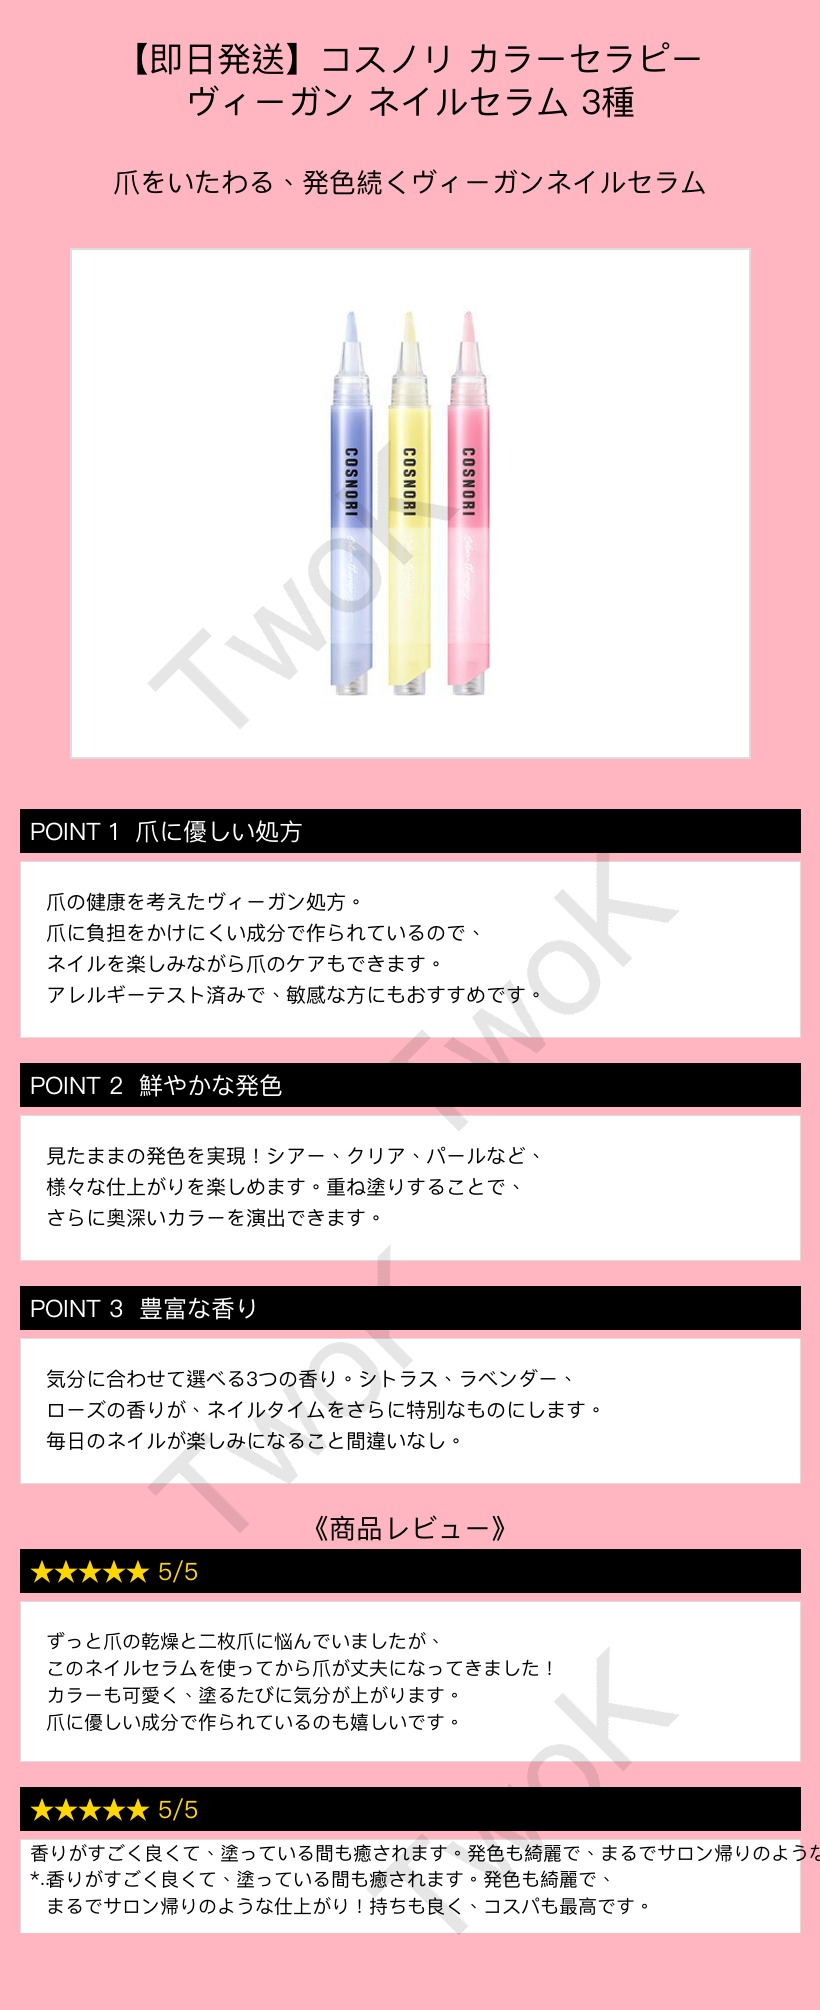 【即日発送】コスノリ カラーセラピー
ヴィーガン ネイルセラム 3種
爪をいたわる、発色続くヴィーガンネイルセラム
COSNORI
COSNORI
COSNORI
TwoK
POINT 1 爪に優しい処方
爪の健康を考えたヴィーガン処方。
爪に負担をかけにくい成分で作られているので、
ネイルを楽しみながら爪のケアもできます。
アレルギーテスト済みで、敏感な方にもおすすめです。
TwoK
POINT 2 鮮やかな発色
見たままの発色を実現！シアー、クリア、パールなど、
様々な仕上がりを楽しめます。重ね塗りすることで、
さらに奥深いカラーを演出できます。
POINT 3 豊富な香り
気分に合わせて選べる3つの香り。シトラス、ラベンダー、
ローズの香りが、ネイルタイムをさらに特別なものにします。
毎日のネイルが楽しみになること間違いなし。
TwoK
《商品レビュー》
★★★★★ 5/5
ずっと爪の乾燥と二枚爪に悩んでいましたが、
このネイルセラムを使ってから爪が丈夫になってきました！
カラーも可愛く、塗るたびに気分が上がります。
爪に優しい成分で作られているのも嬉しいです。
★★★★★ 5/5
TwoK
香りがすごく良くて、塗っている間も癒されます。発色も綺麗で、まるでサロン帰りのような
*.香りがすごく良くて、塗っている間も癒されます。発色も綺麗で、
まるでサロン帰りのような仕上がり！持ちも良く、コスパも最高です。